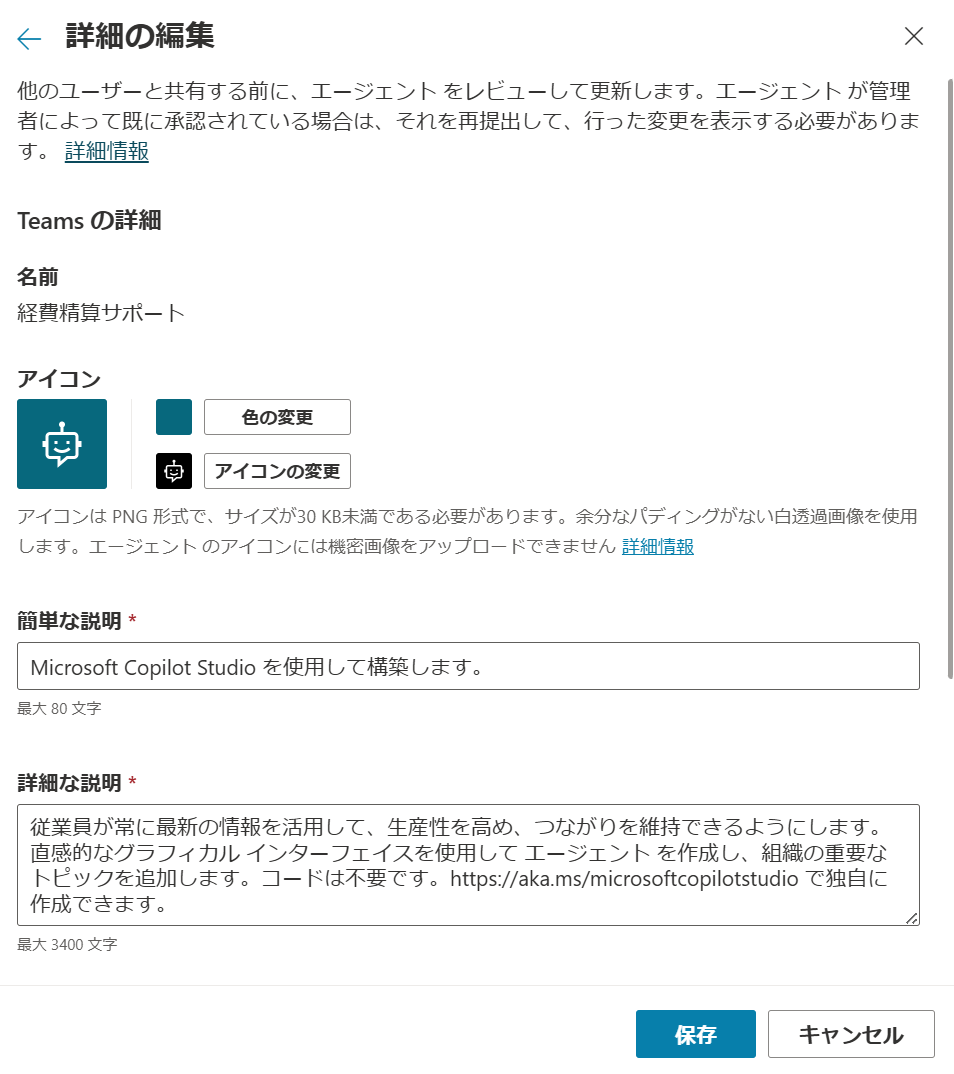 詳細の編集
他のユーザーと共有する前に、エージェント をレビューして更新します。エージェント が管理
者によって既に承認されている場合は、それを再提出して、行った変更を表示する必要がありま
す。 詳細情報
Teams の詳細
名前
経費精算サポート
アイコン
色の変更
アイコンの変更
アイコンは PNG 形式で、サイズが30 KB未満である必要があります。余分なパディングがない白透過画像を使用
します。エージェント のアイコンには機密画像をアップロードできません 詳細情報
簡単な説明 *
Microsoft Copilot Studio を使用して構築します。
最大 80 文字
詳細な説明 *
従業員が常に最新の情報を活用して、生産性を高め、つながりを維持できるようにします。
直感的なグラフィカル インターフェイスを使用して エージェント を作成し、組織の重要な
トピックを追加します。コードは不要です。https://aka.ms/microsoftcopilotstudio で独自に
作成できます。
最大 3400 文字
保存
キャンセル